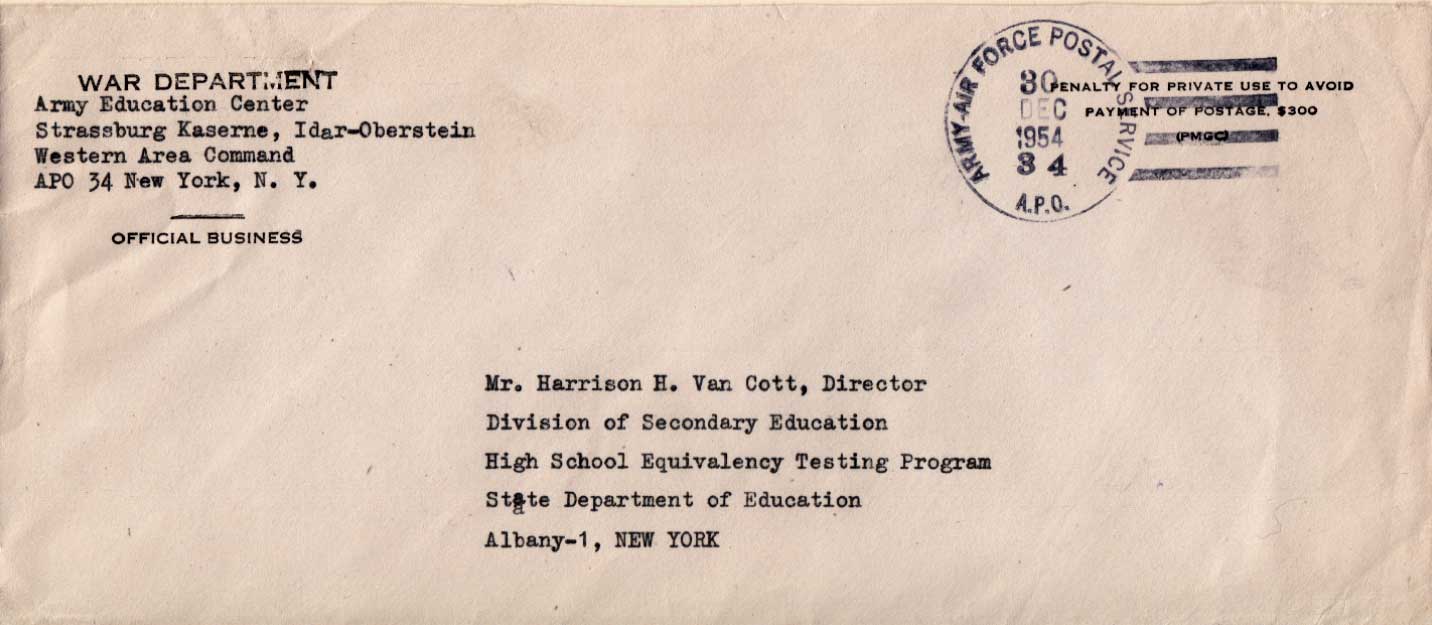 WAR DEPARTMENT
Army Education Center
Strassburg Kaserne, Idar-Oberstein
Western Area Command
APO 34 New York, N. Y.
OFFICIAL BUSINESS
ARMY-AIR FORCE POSTAL SERVICE
30
DEC
1954
34
A.P.O.
PENALTY FOR PRIVATE USE TO AVOID
PAYMENT OF POSTAGE, $300
(PMGC)
Mr. Harrison H. Van Cott, Director
Division of Secondary Education
High School Equivalency Testing Program
State Department of Education
Albany-1, NEW YORK